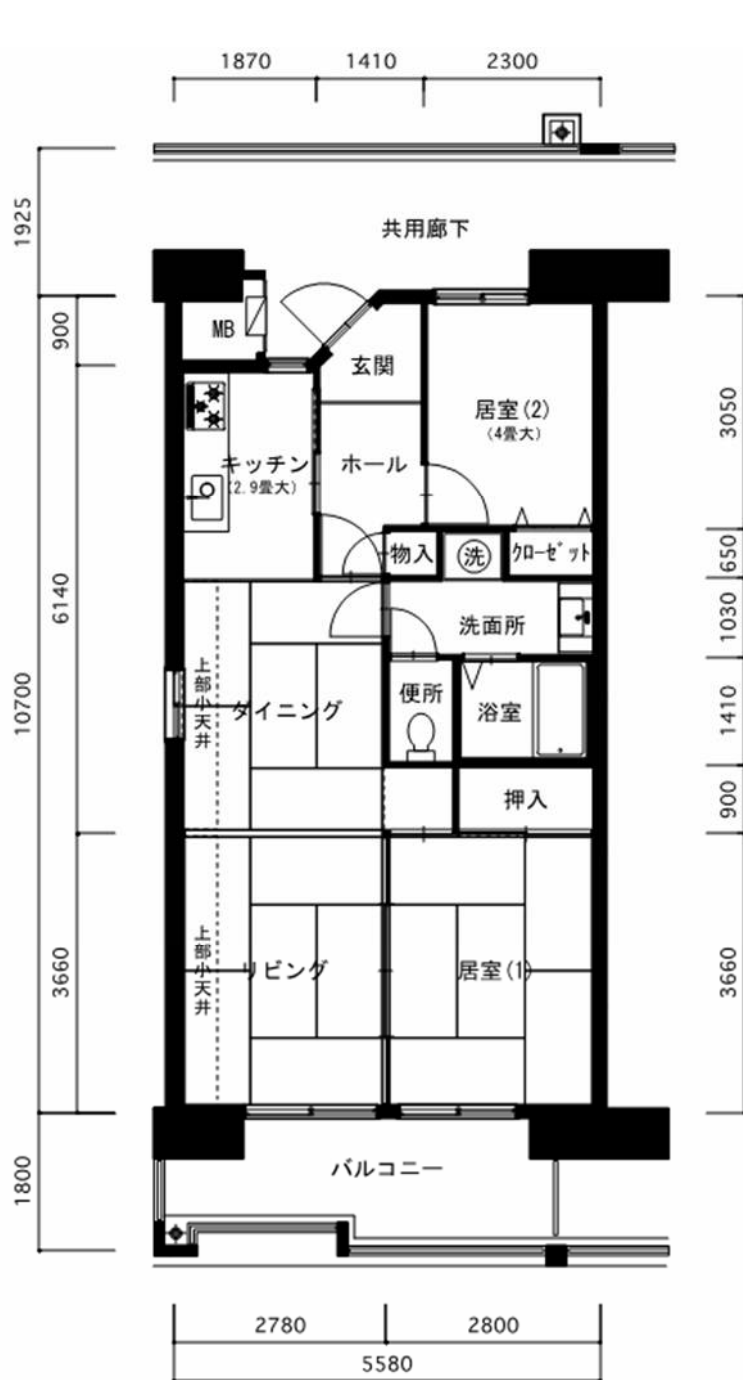 1870 1410 2300
1925
共用廊下
900
MB
玄関
居室(2)
(4畳大)
3050
キッチン
(2.9畳大)
ホール
物入
洗
クローゼット
650
6140
洗面所
1030
10700
上部小天井
ダイニング
便所
浴室
1410
押入
900
3660
上部小天井
リビング
居室(1)
3660
1800
バルコニー
2780 2800
5580